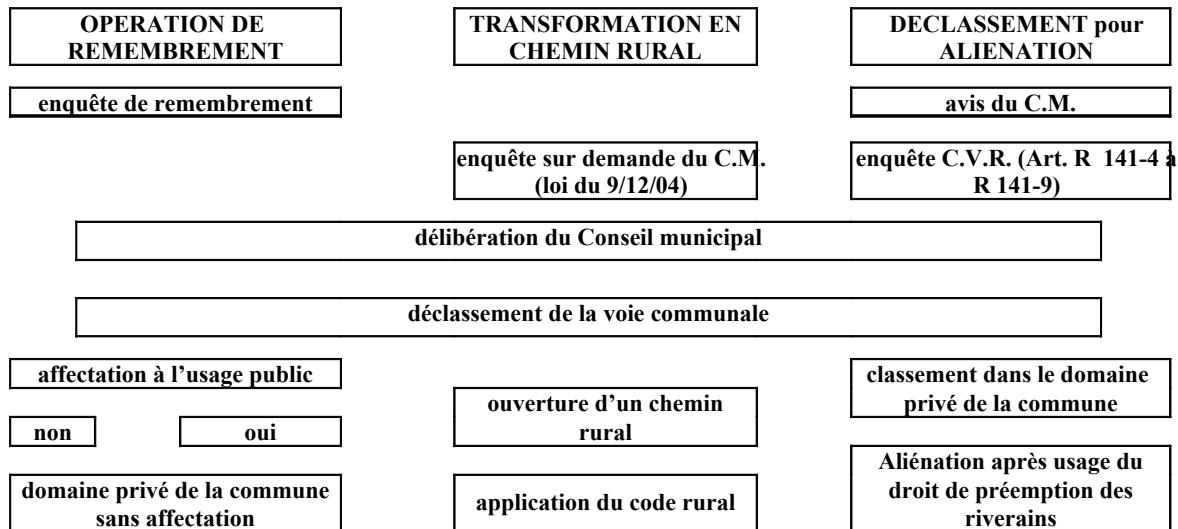 OPERATION DE
REMEMBREMENT
TRANSFORMATION EN
CHEMIN RURAL
DECLASSEMENT pour
ALIENATION
enquête de remembrement
avis du C.M.
enquête sur demande du C.M.
(loi du 9/12/04)
enquête C.V.R. (Art. R 141-4 à
R 141-9)
délibération du Conseil municipal
déclassement de la voie communale
affectation à l’usage public
non
oui
ouverture d’un chemin
rural
classement dans le domaine
privé de la commune
domaine privé de la commune
sans affectation
application du code rural
Aliénation après usage du
droit de préemption des
riverains